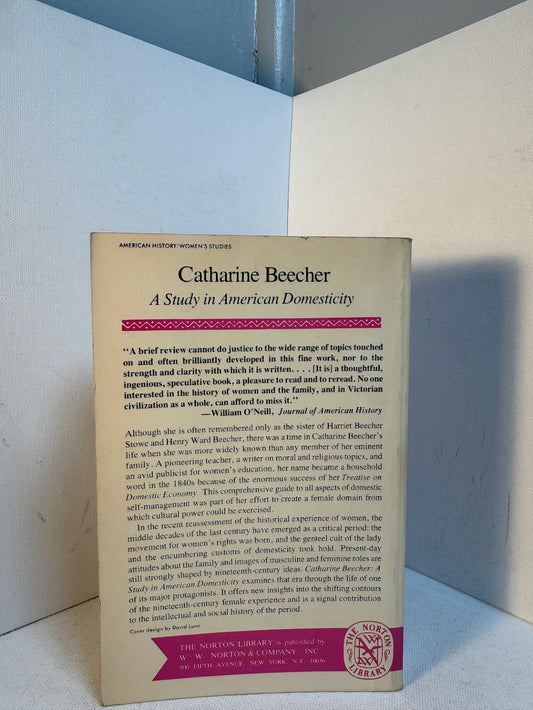 AMERICAN HISTORY/WOMEN'S STUDIES
Catharine Beecher
A Study in American Domesticity
"A brief review cannot do justice to the wide range of topics touched
on and often brilliantly developed in this fine work, nor to the
strength and clarity with which it is written. . . . [It is] a thoughtful,
ingenious, speculative book, a pleasure to read and to reread. No one
interested in the history of women and the family, and in Victorian
civilization as a whole, can afford to miss it."
—William O'Neill, Journal of American History
Although she is often remembered only as the sister of Harriet Beecher
Stowe and Henry Ward Beecher, there was a time in Catharine Beecher's
life when she was more widely known than any member of her eminent
family. A pioneering teacher, a writer on moral and religious topics, and
an avid publicist for women's education, her name became a household
word in the 1840s because of the enormous success of her Treatise on
Domestic Economy. This comprehensive guide to all aspects of domestic
self-management was part of her effort to create a female domain from
which cultural power could be exercised.
In the recent reassessment of the historical experience of women, the
middle decades of the last century have emerged as a critical period: the
movement for women's rights was born, and the genteel cult of the lady
and the encumbering customs of domesticity took hold. Present-day
attitudes about the family and images of masculine and feminine roles are
still strongly shaped by nineteenth-century ideas. Catharine Beecher: A
Study in American Domesticity examines that era through the life of one
of its major protagonists. It offers new insights into the shifting contours
of the nineteenth-century female experience and is a signal contribution
to the intellectual and social history of the period.
Cover design by David Lunn
THE NORTON LIBRARY is published by
W · W · NORTON & COMPANY · INC
500 FIFTH AVENUE, NEW YORK, N.Y. 10036
THE NORTON
LIBRARY